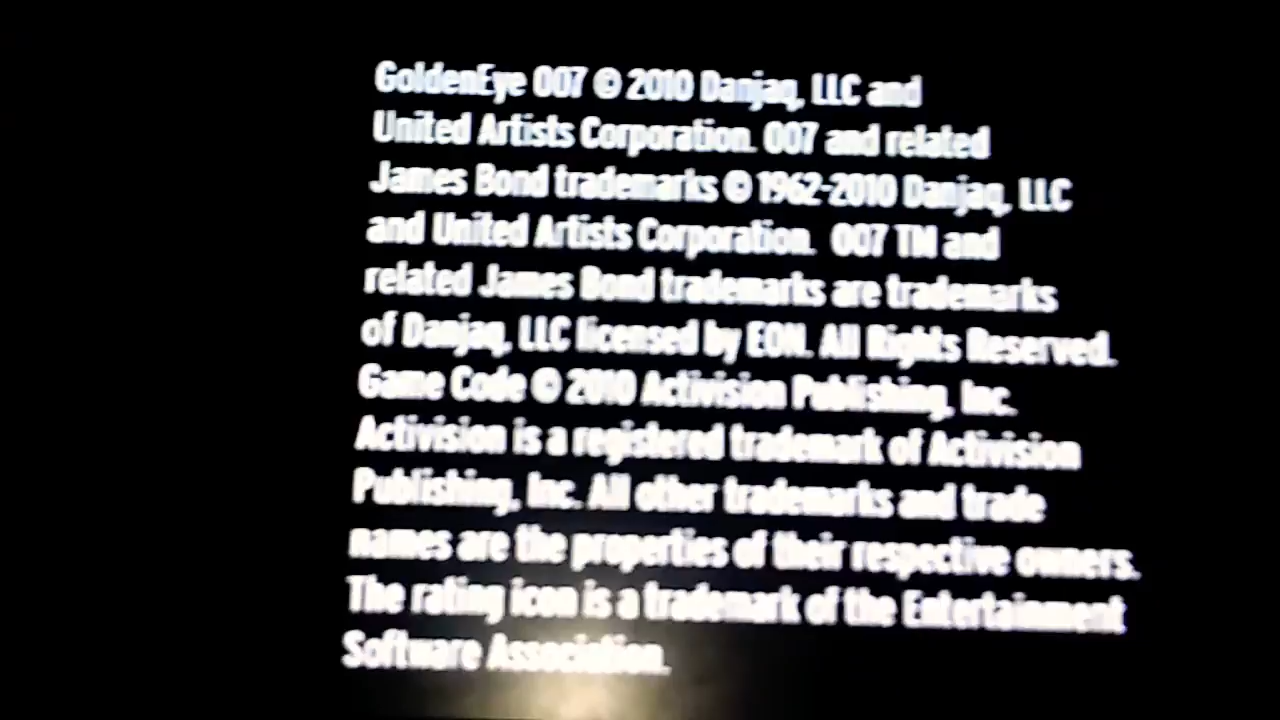 GoldenEye 007 © 2010 Danjaq, LLC and
United Artists Corporation. 007 and related
James Bond trademarks © 1962-2010 Danjaq, LLC
and United Artists Corporation. 007 TM and
related James Bond trademarks are trademarks
of Danjaq, LLC licensed by EON. All Rights Reserved.
Game Code © 2010 Activision Publishing, Inc.
Activision is a registered trademark of Activision
Publishing, Inc. All other trademarks and trade
names are the properties of their respective owners.
The rating icon is a trademark of the Entertainment
Software Association.